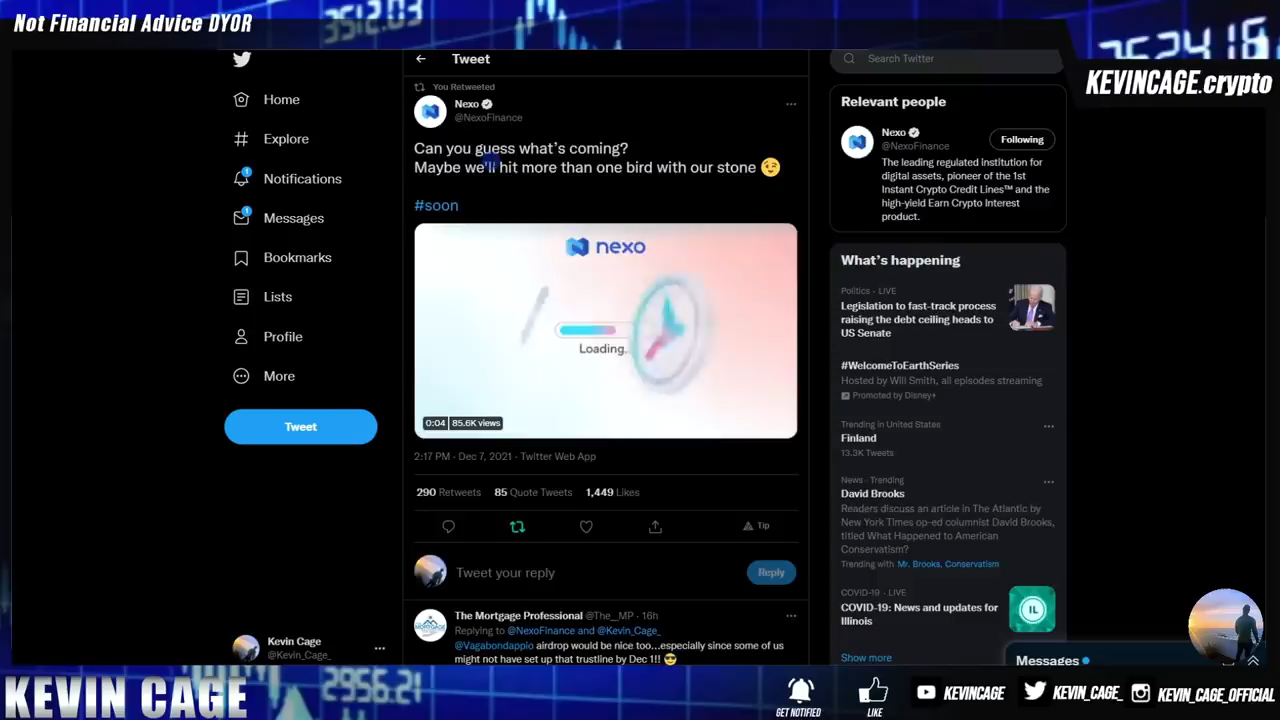 Not Financial Advice DYOR
3512.03
3524.16
KEVINCAGE.crypto
Home
Explore
1
Notifications
1
Messages
Bookmarks
Lists
Profile
More
Tweet
Kevin Cage
@Kevin_Cage_
Tweet
You Retweeted
Nexo
@NexoFinance
Can you guess what's coming?
Maybe we'll hit more than one bird with our stone 😉
#soon
nexo
Loading.
0:04 85.6K views
2:17 PM · Dec 7, 2021 · Twitter Web App
290 Retweets 85 Quote Tweets 1,449 Likes
Tip
Tweet your reply
Reply
The Mortgage Professional @The__MP · 16h
Replying to @NexoFinance and @Kevin_Cage_
@Vagabondappio airdrop would be nice too...especially since some of us
might not have set up that trustline by Dec 1!! 😎
Search Twitter
Relevant people
Nexo
@NexoFinance
Following
The leading regulated institution for
digital assets, pioneer of the 1st
Instant Crypto Credit Lines™ and the
high-yield Earn Crypto Interest
product.
What's happening
Politics · LIVE
Legislation to fast-track process
raising the debt ceiling heads to
US Senate
#WelcomeToEarthSeries
Hosted by Will Smith, all episodes streaming
Promoted by Disney+
Trending in United States
Finland
13.3K Tweets
News · Trending
David Brooks
Readers discuss an article in The Atlantic by
New York Times op-ed columnist David Brooks,
titled What Happened to American
Conservatism?
Trending with Mr. Brooks, Conservatism
COVID-19 · LIVE
COVID-19: News and updates for
Illinois
IL
Show more
Messages
KEVIN CAGE
2956.21
GET NOTIFIED
LIKE
KEVINCAGE
KEVIN_CAGE_
KEVIN_CAGE_OFFICIAL